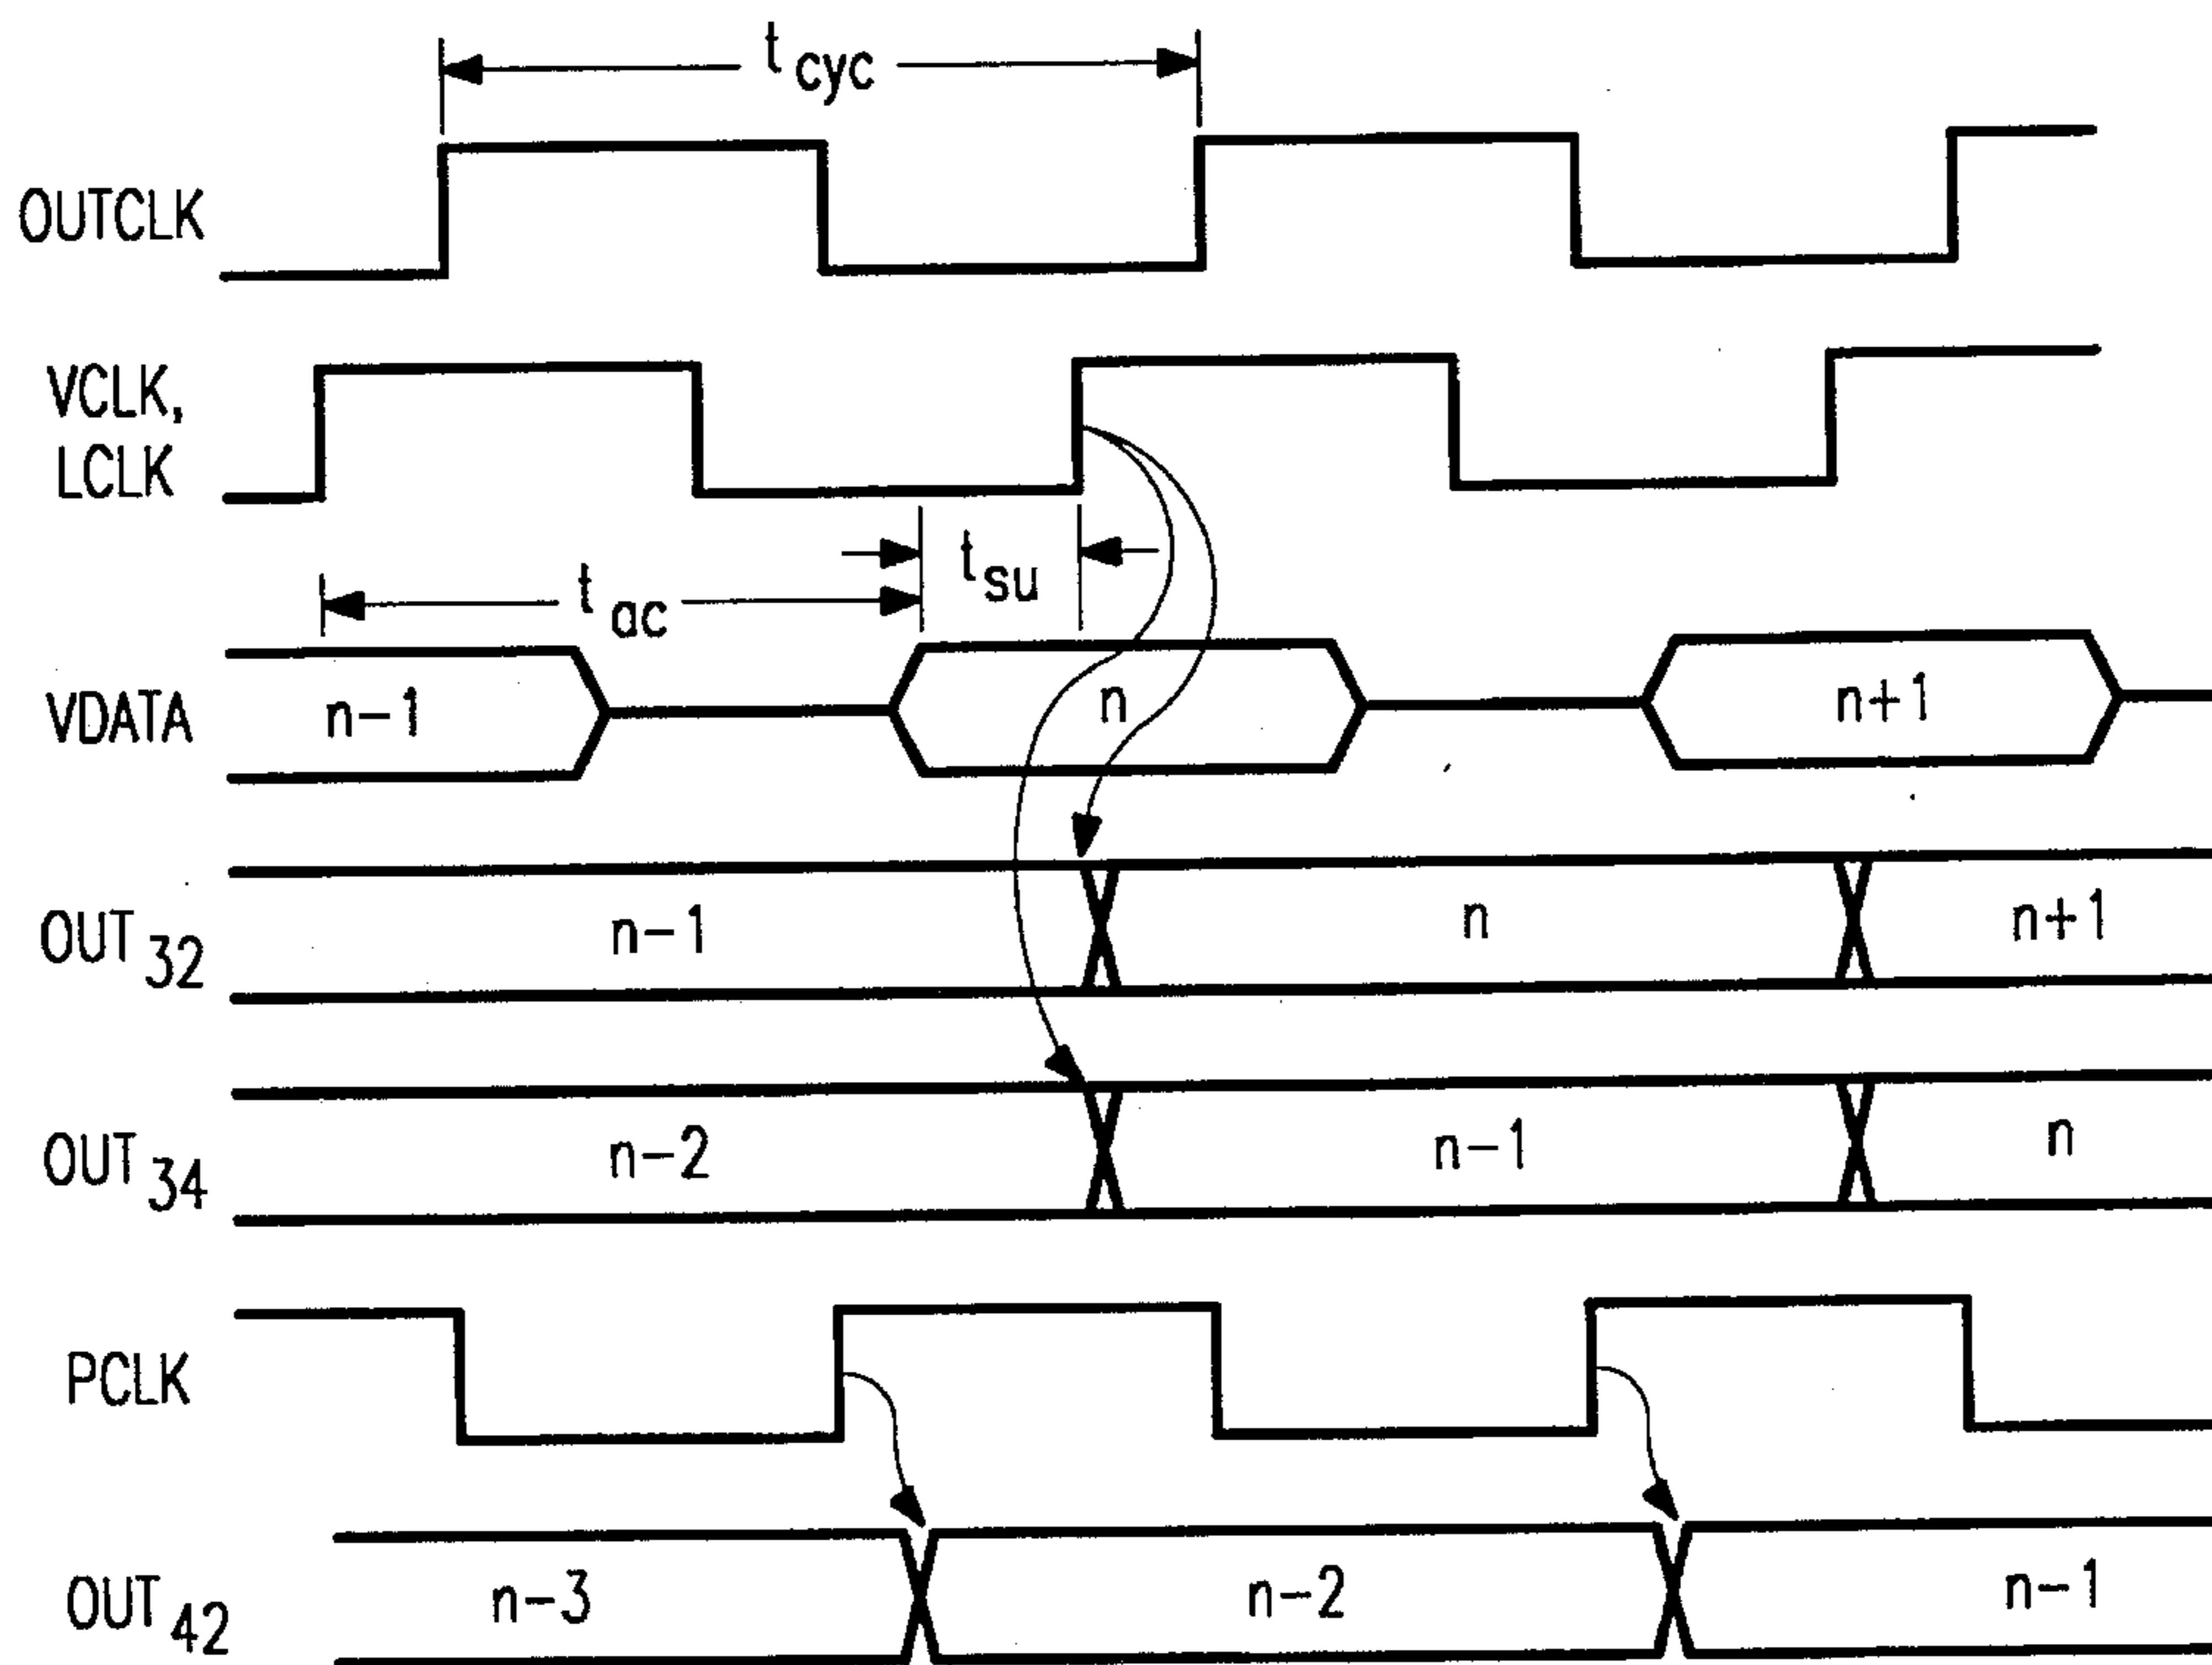 t cyc
OUTCLK
VCLK,
LCLK
t su
t ac
VDATA n-1 n n+1
OUT 32 n-1 n n+1
OUT 34 n-2 n-1 n
PCLK
OUT 42 n-3 n-2 n-1